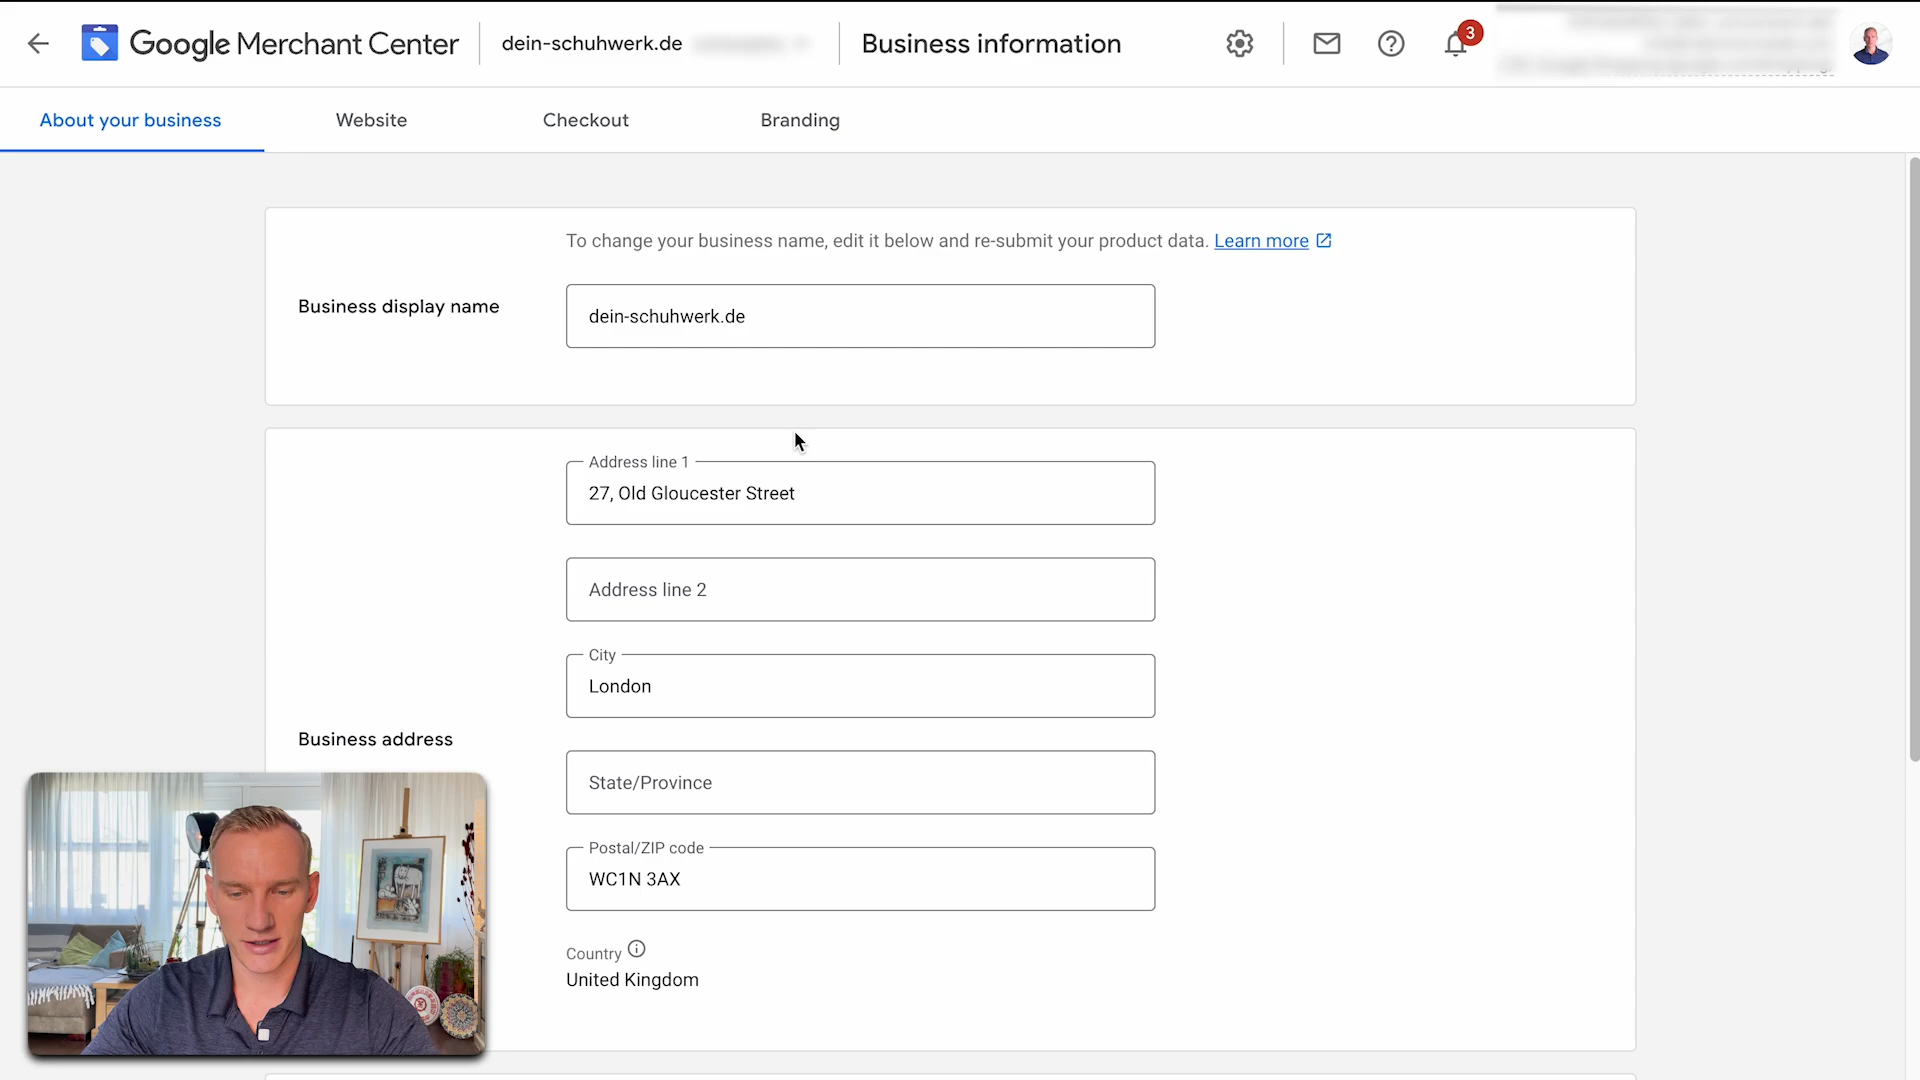 Google Merchant Center
dein-schuhwerk.de
Business information
3
About your business
Website
Checkout
Branding
To change your business name, edit it below and re-submit your product data. Learn more
Business display name
dein-schuhwerk.de
Address line 1
27, Old Gloucester Street
Address line 2
City
London
Business address
State/Province
Postal/ZIP code
WC1N 3AX
Country
United Kingdom